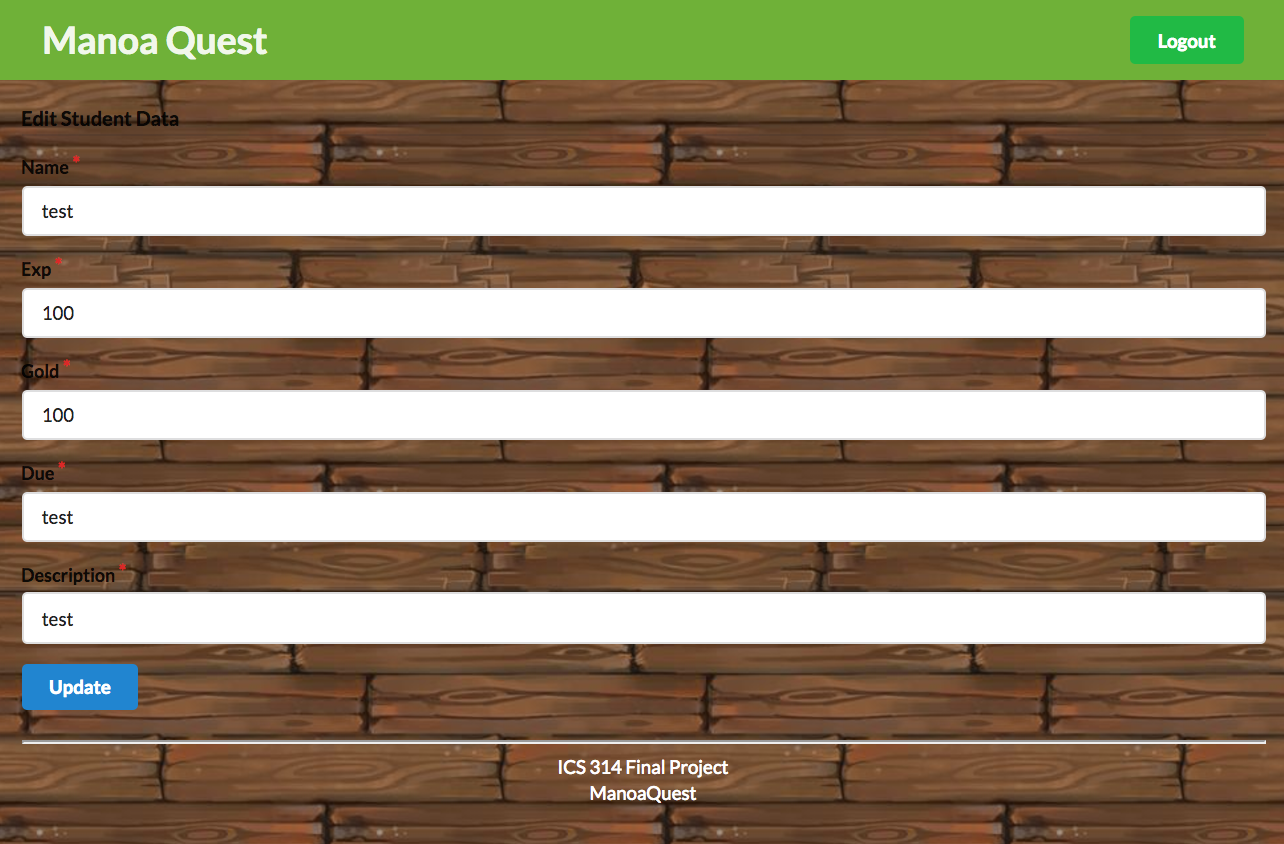 Manoa Quest
Logout
Edit Student Data
Name *
test
Exp *
100
Gold *
100
Due *
test
Description *
test
Update
ICS 314 Final Project
ManoaQuest